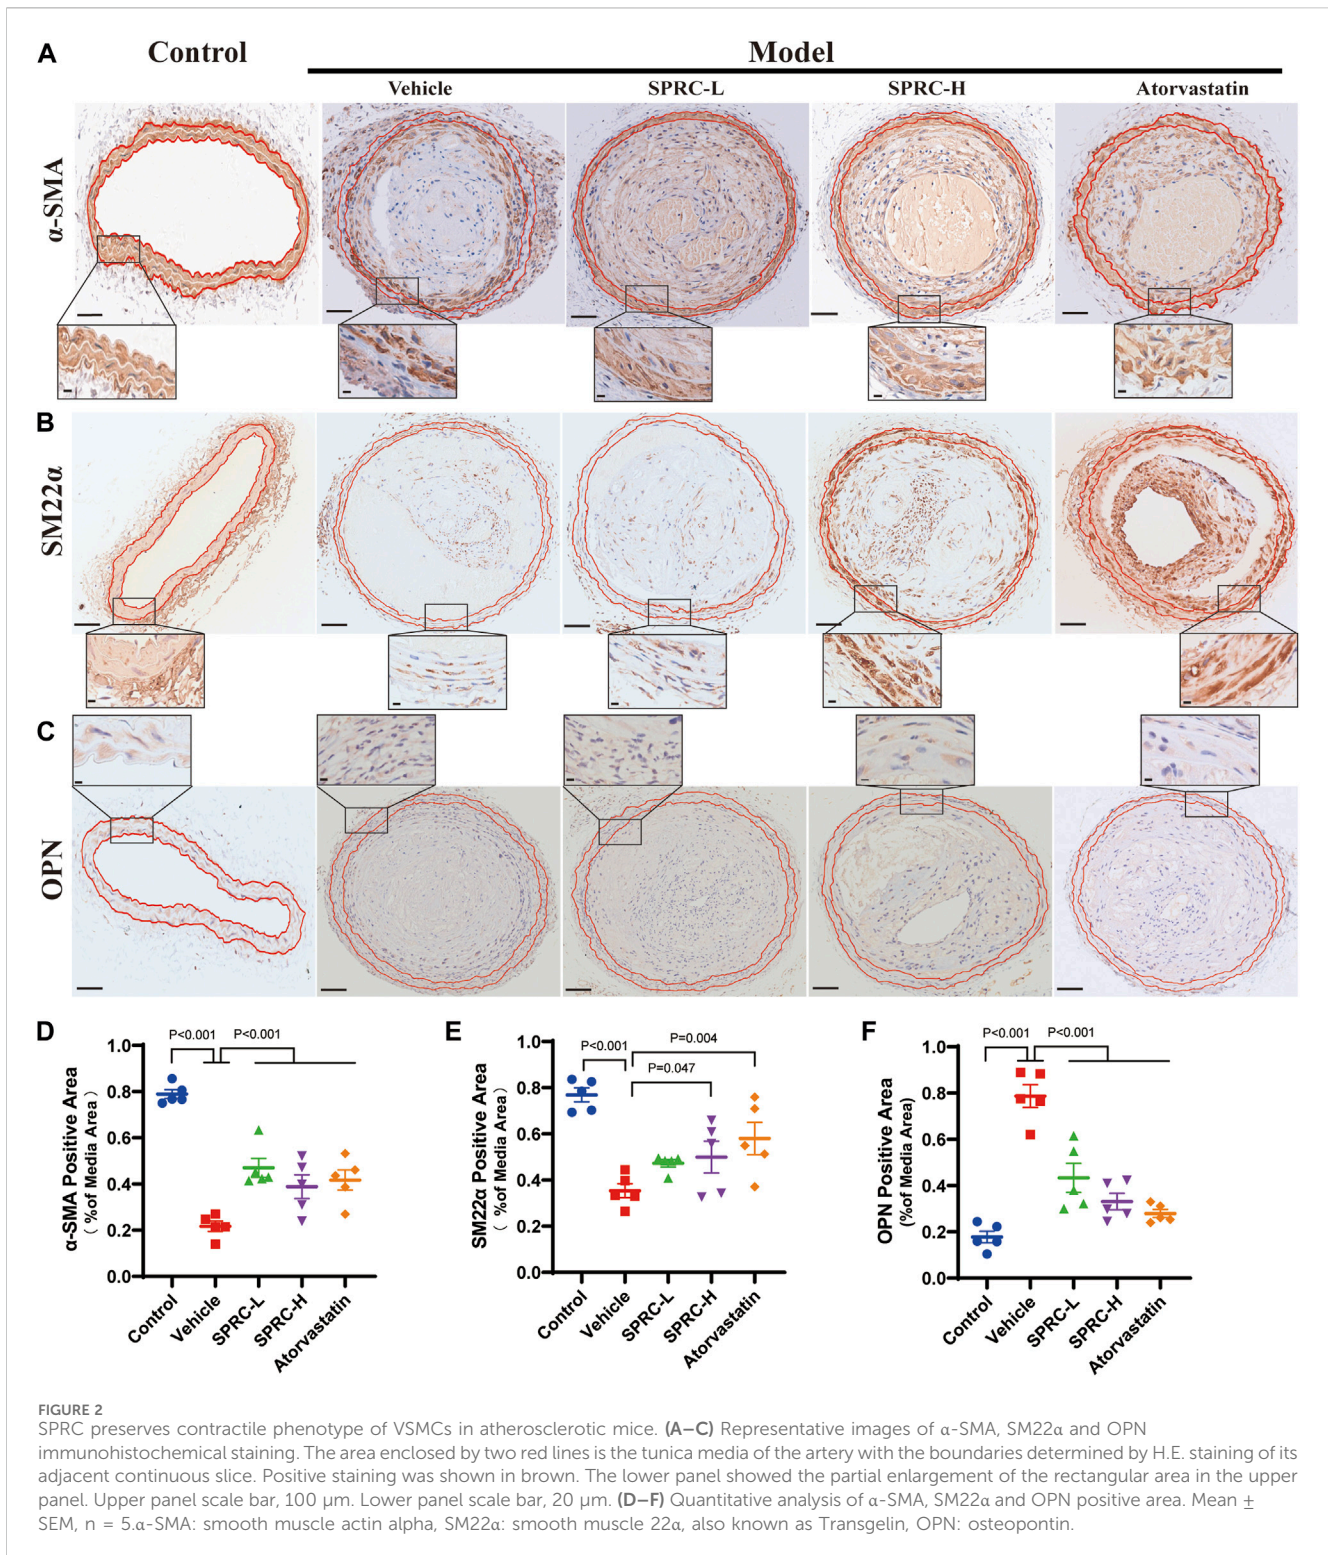 A
Control
Model
Vehicle
SPRC-L
SPRC-H
Atorvastatin
α-SMA
B
SM22α
C
OPN
D
α-SMA Positive Area
( %of Media Area)
1.0
0.8
0.6
0.4
0.2
0.0
P<0.001
P<0.001
Control
Vehicle
SPRC-L
SPRC-H
Atorvastatin
E
SM22α Positive Area
( %of Media Area)
1.0
0.8
0.6
0.4
0.2
0.0
P<0.001
P=0.004
P=0.047
Control
Vehicle
SPRC-L
SPRC-H
Atorvastatin
F
OPN Positive Area
(%of Media Area)
1.0
0.8
0.6
0.4
0.2
0.0
P<0.001
P<0.001
Control
Vehicle
SPRC-L
SPRC-H
Atorvastatin
FIGURE 2
SPRC preserves contractile phenotype of VSMCs in atherosclerotic mice. (A–C) Representative images of α-SMA, SM22α and OPN
immunohistochemical staining. The area enclosed by two red lines is the tunica media of the artery with the boundaries determined by H.E. staining of its
adjacent continuous slice. Positive staining was shown in brown. The lower panel showed the partial enlargement of the rectangular area in the upper
panel. Upper panel scale bar, 100 μm. Lower panel scale bar, 20 μm. (D–F) Quantitative analysis of α-SMA, SM22α and OPN positive area. Mean ±
SEM, n = 5.α-SMA: smooth muscle actin alpha, SM22α: smooth muscle 22α, also known as Transgelin, OPN: osteopontin.